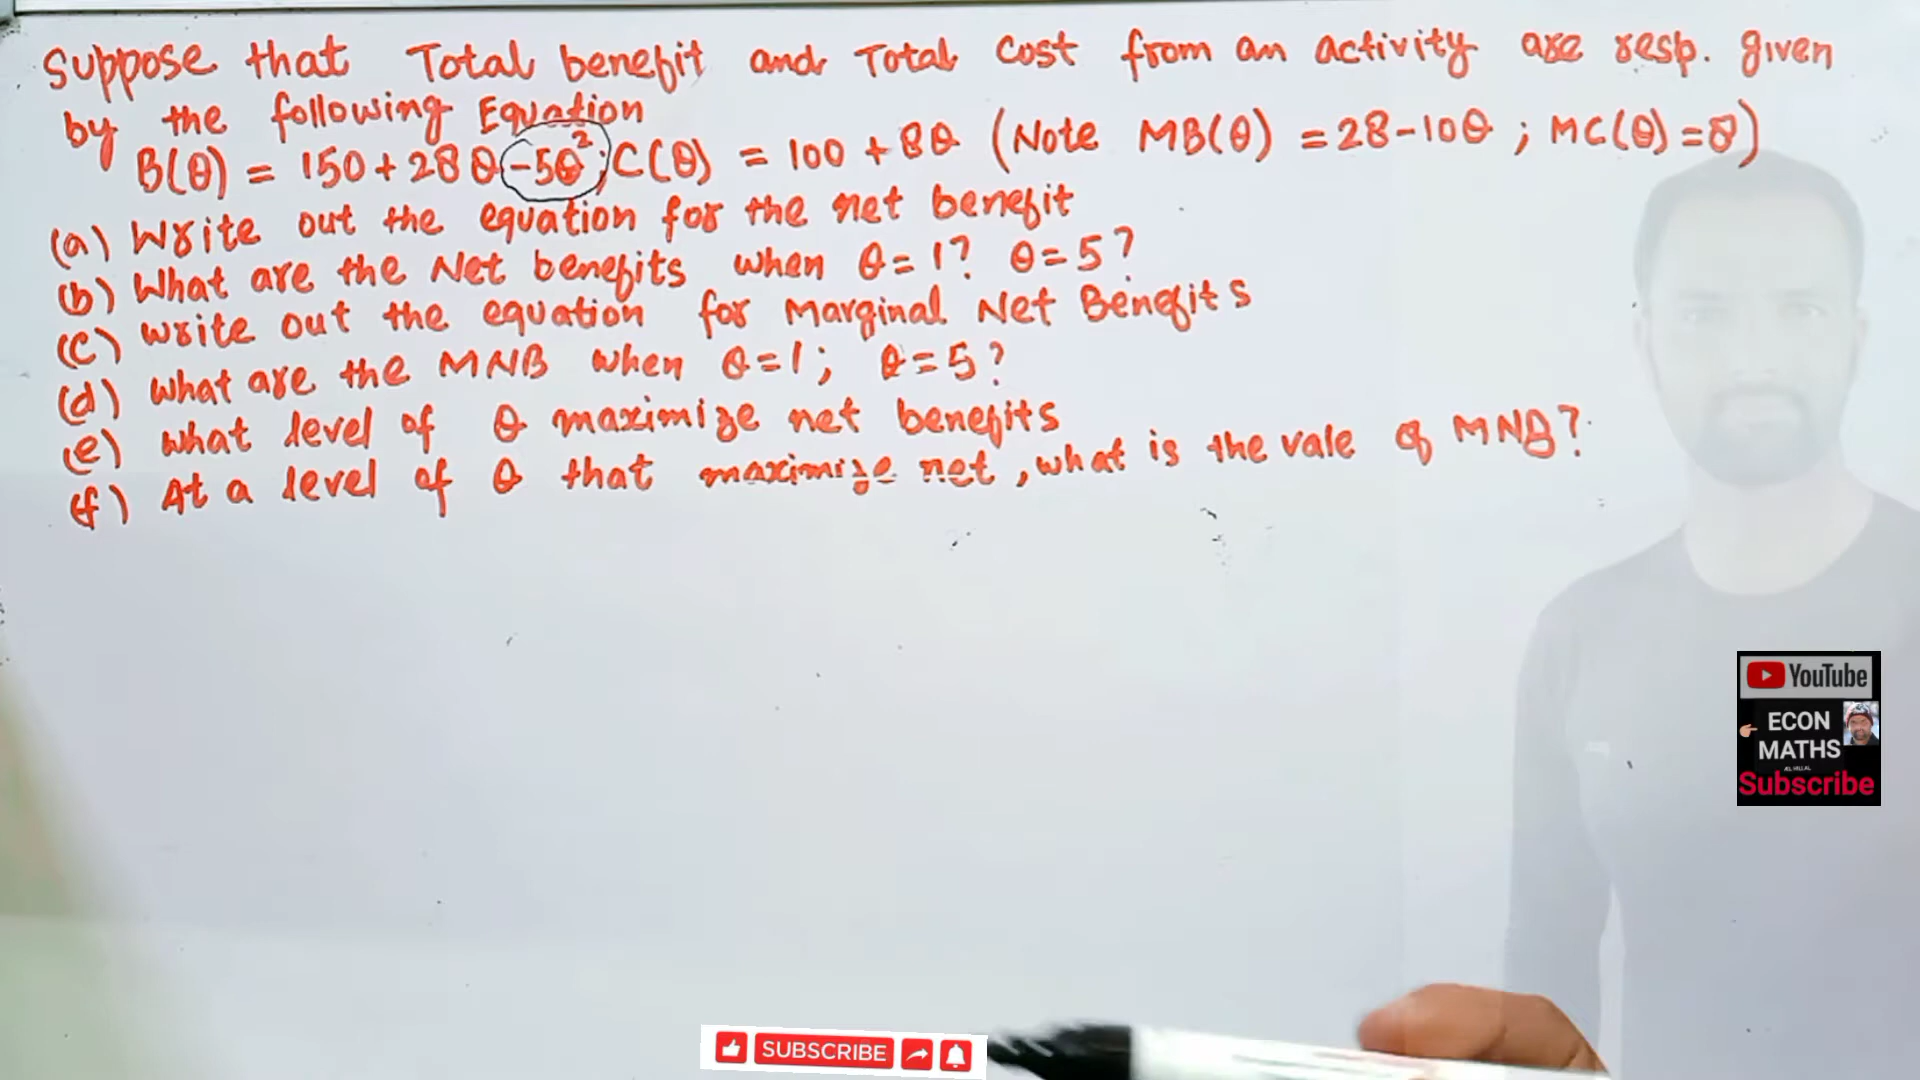 Suppose that Total benefit and Total Cost from an activity are resp. given
by the following Equation
B(θ) = 150 + 28θ - 5θ²; C(θ) = 100 + 8θ (Note MB(θ) = 28 - 10θ ; MC(θ) = 8)
(a) Write out the equation for the net benefit
(b) What are the Net benefits when θ = 1? θ = 5?
(c) write out the equation for Marginal Net Benefits
(d) What are the MNB when θ = 1; θ = 5?
(e) what level of θ maximize net benefits
(f) At a level of θ that maximize net, what is the vale of MNB?
YouTube
ECON
MATHS
AL HILAL
Subscribe
SUBSCRIBE